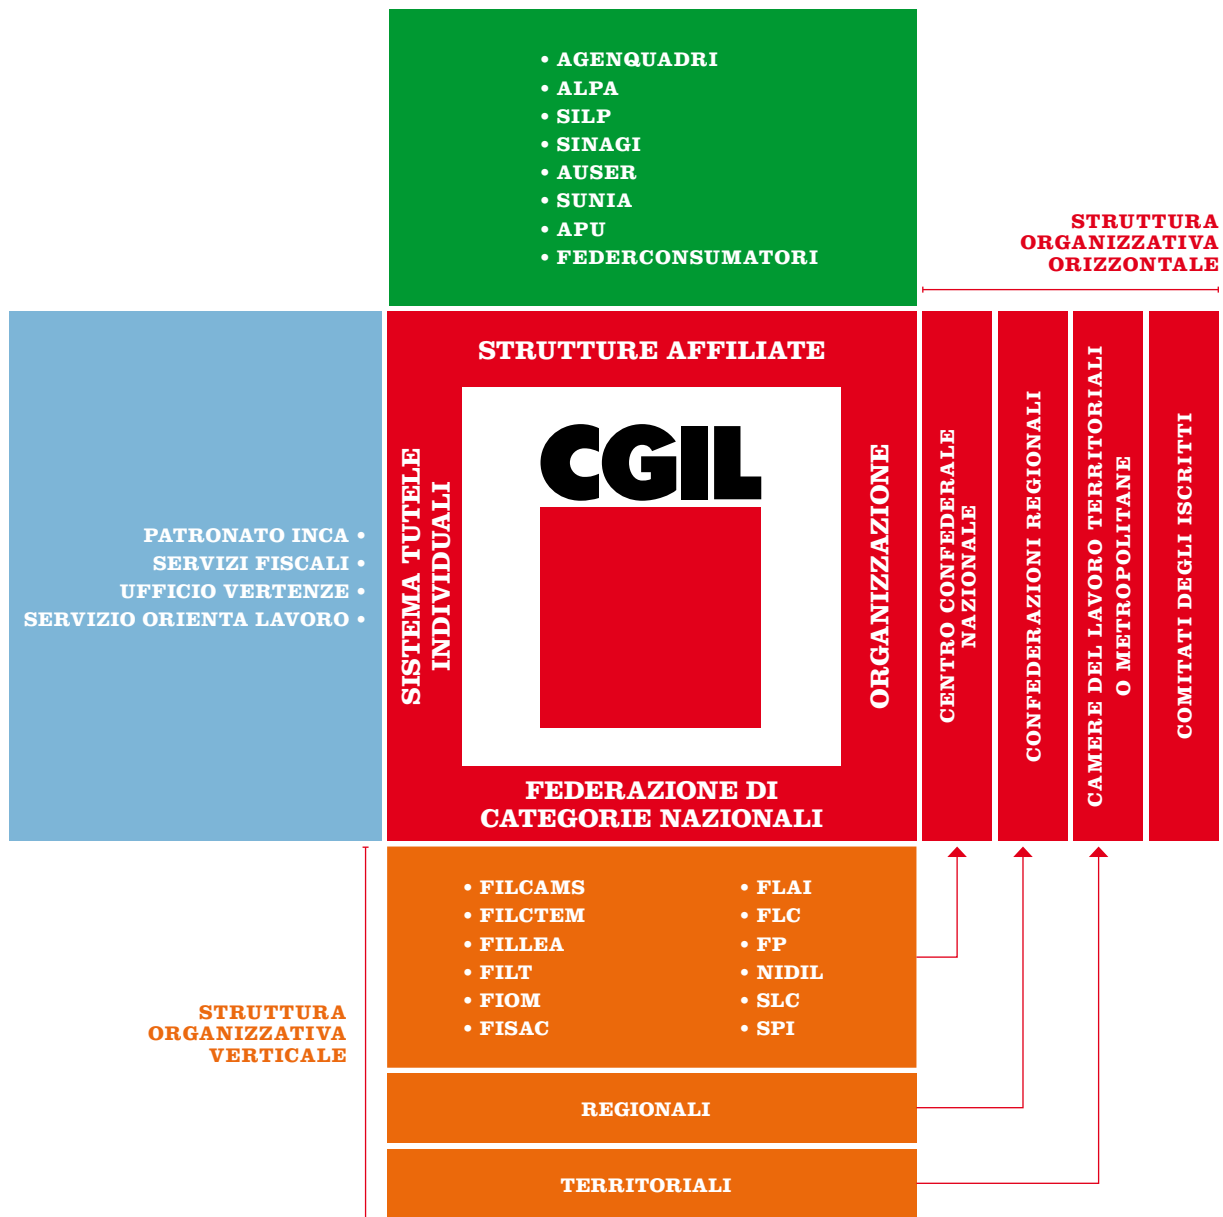 • AGENQUADRI
• ALPA
• SILP
• SINAGI
• AUSER
• SUNIA
• APU
• FEDERCONSUMATORI
STRUTTURA
ORGANIZZATIVA
ORIZZONTALE
STRUTTURE AFFILIATE
PATRONATO INCA •
SERVIZI FISCALI •
UFFICIO VERTENZE •
SERVIZIO ORIENTA LAVORO •
SISTEMA TUTELE
INDIVIDUALI
CGIL
ORGANIZZAZIONE
CENTRO CONFEDERALE
NAZIONALE
CONFEDERAZIONI REGIONALI
CAMERE DEL LAVORO TERRITORIALI
O METROPOLITANE
COMITATI DEGLI ISCRITTI
FEDERAZIONE DI
CATEGORIE NAZIONALI
• FILCAMS
• FILCTEM
• FILLEA
• FILT
• FIOM
• FISAC
• FLAI
• FLC
• FP
• NIDIL
• SLC
• SPI
STRUTTURA
ORGANIZZATIVA
VERTICALE
REGIONALI
TERRITORIALI